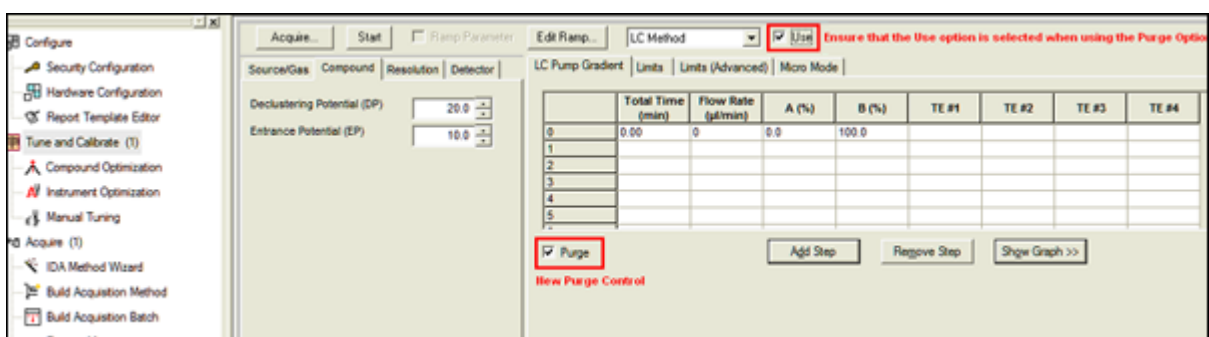 Configure
Security Configuration
Hardware Configuration
Report Template Editor
Tune and Calibrate (1)
Compound Optimization
Instrument Optimization
Manual Tuning
Acquire (1)
IDA Method Wizard
Build Acquisition Method
Build Acquisition Batch
Acquire... Start Ramp Parameter Edit Ramp... LC Method Use Ensure that the Use option is selected when using the Purge Optio
Source/Gas Compound Resolution Detector
Declustering Potential (DP) 20.0
Entrance Potential (EP) 10.0
LC Pump Gradient Limits Limits (Advanced) Micro Mode
Total Time (min) Flow Rate (µl/min) A (%) B (%) TE #1 TE #2 TE #3 TE #4
0 0.00 0 0.0 100.0
1
2
3
4
5
Purge Add Step Remove Step Show Graph >>
New Purge Control